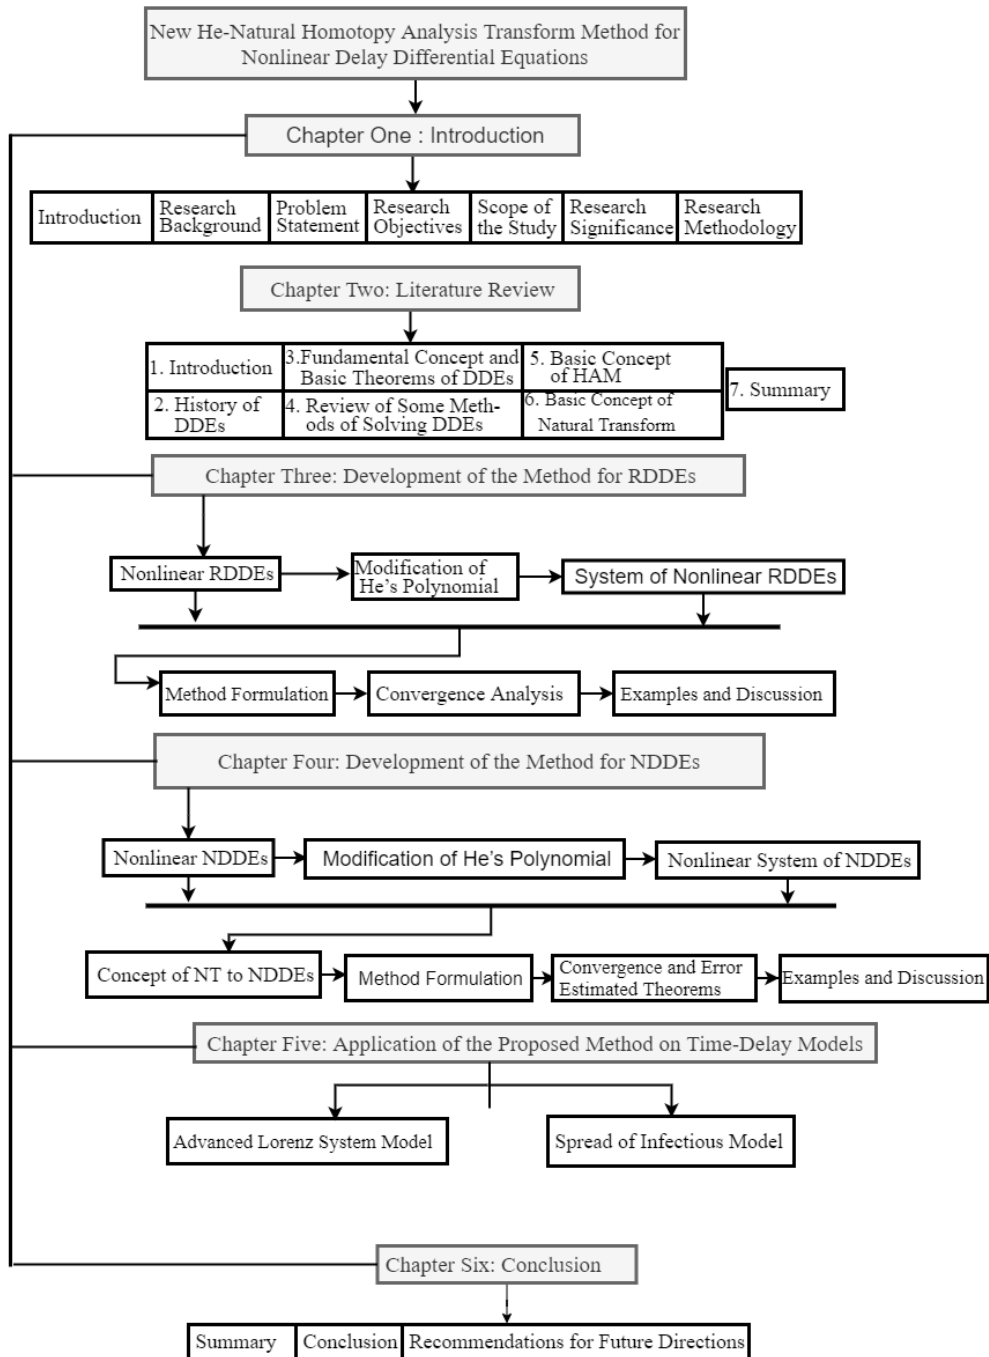 New He-Natural Homotopy Analysis Transform Method for
Nonlinear Delay Differential Equations
Chapter One : Introduction
Introduction
Research
Background
Problem
Statement
Research
Objectives
Scope of
the Study
Research
Significance
Research
Methodology
Chapter Two: Literature Review
1. Introduction
2. History of
DDEs
3.Fundamental Concept and
Basic Theorems of DDEs
4. Review of Some Meth-
ods of Solving DDEs
5. Basic Concept
of HAM
6. Basic Concept of
Natural Transform
7. Summary
Chapter Three: Development of the Method for RDDEs
Nonlinear RDDEs
Modification of
He's Polynomial
System of Nonlinear RDDEs
Method Formulation
Convergence Analysis
Examples and Discussion
Chapter Four: Development of the Method for NDDEs
Nonlinear NDDEs
Modification of He's Polynomial
Nonlinear System of NDDEs
Concept of NT to NDDEs
Method Formulation
Convergence and Error
Estimated Theorems
Examples and Discussion
Chapter Five: Application of the Proposed Method on Time-Delay Models
Advanced Lorenz System Model
Spread of Infectious Model
Chapter Six: Conclusion
Summary
Conclusion
Recommendations for Future Directions